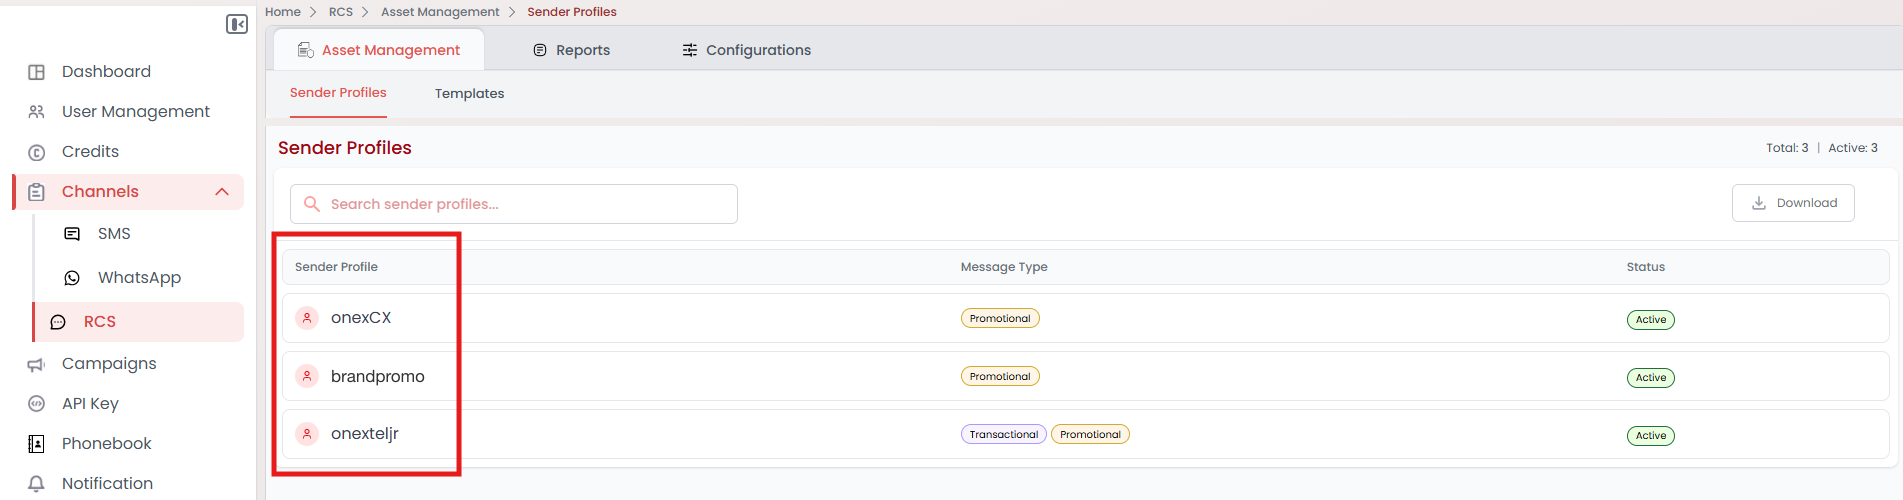 Home > RCS > Asset Management > Sender Profiles
Asset Management
Reports
Configurations
Dashboard
User Management
Credits
Channels
SMS
WhatsApp
RCS
Campaigns
API Key
Phonebook
Notification
Sender Profiles
Templates
Sender Profiles
Total: 3 | Active: 3
Search sender profiles...
Download
Sender Profile Message Type Status
onexCX Promotional Active
brandpromo Promotional Active
onexteljr Transactional Promotional Active